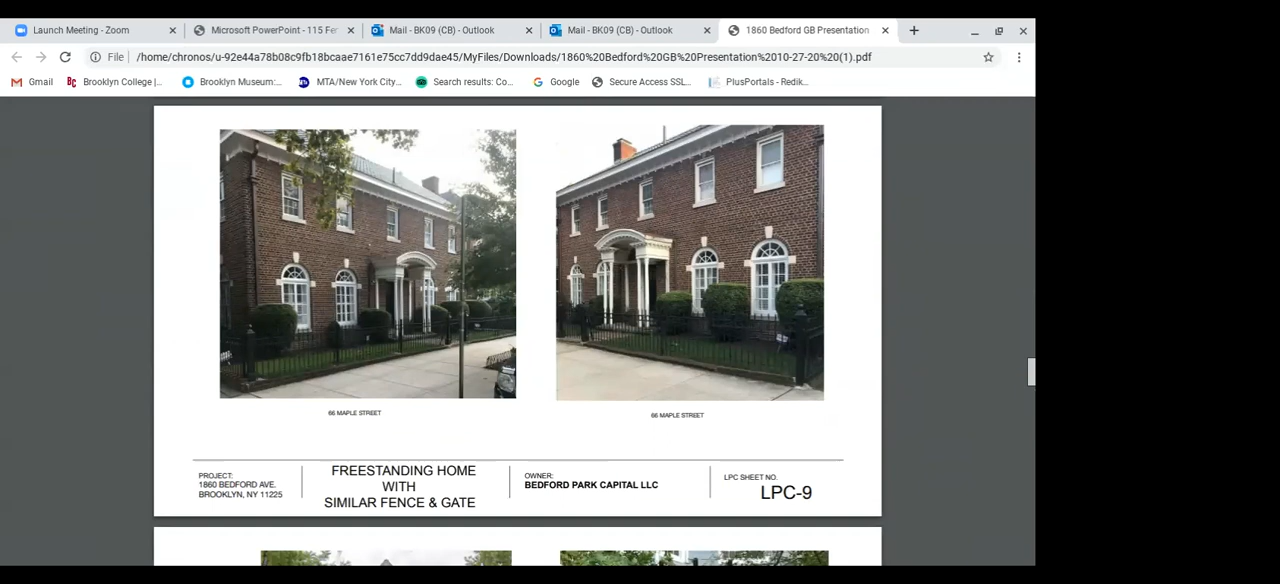 Launch Meeting - Zoom
Microsoft PowerPoint - 115 Fer
Mail - BK09 (CB) - Outlook
Mail - BK09 (CB) - Outlook
1860 Bedford GB Presentation
File
/home/chronos/u-92e44a78b08c9fb18bcaae7161e75cc7dd9dae45/MyFiles/Downloads/1860%20Bedford%20GB%20Presentation%2010-27-20%20(1).pdf
Gmail
Brooklyn College |...
Brooklyn Museum:...
MTA/New York City...
Search results: Co...
Google
Secure Access SSL...
PlusPortals - Redik...
66 MAPLE STREET
66 MAPLE STREET
PROJECT:
1860 BEDFORD AVE.
BROOKLYN, NY 11225
FREESTANDING HOME
WITH
SIMILAR FENCE & GATE
OWNER:
BEDFORD PARK CAPITAL LLC
LPC SHEET NO.
LPC-9